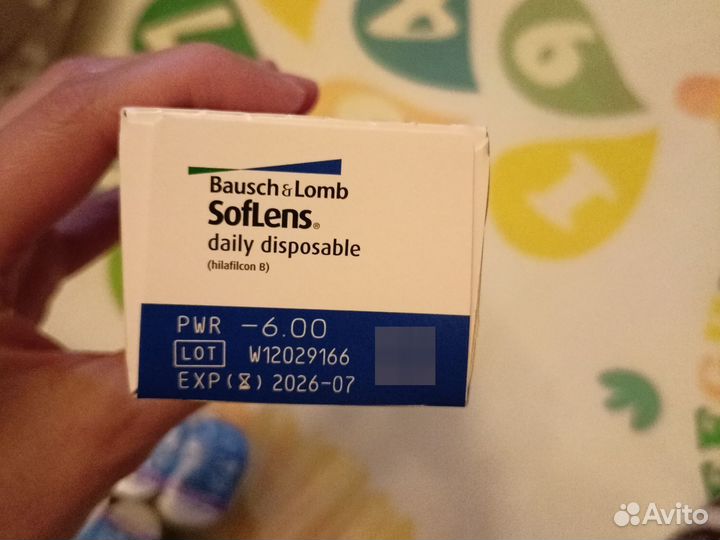 Bausch & Lomb
SofLens®
daily disposable
(hilafilcon B)
PWR -6.00
LOT W12029166
EXP (⌛) 2026-07
Avito